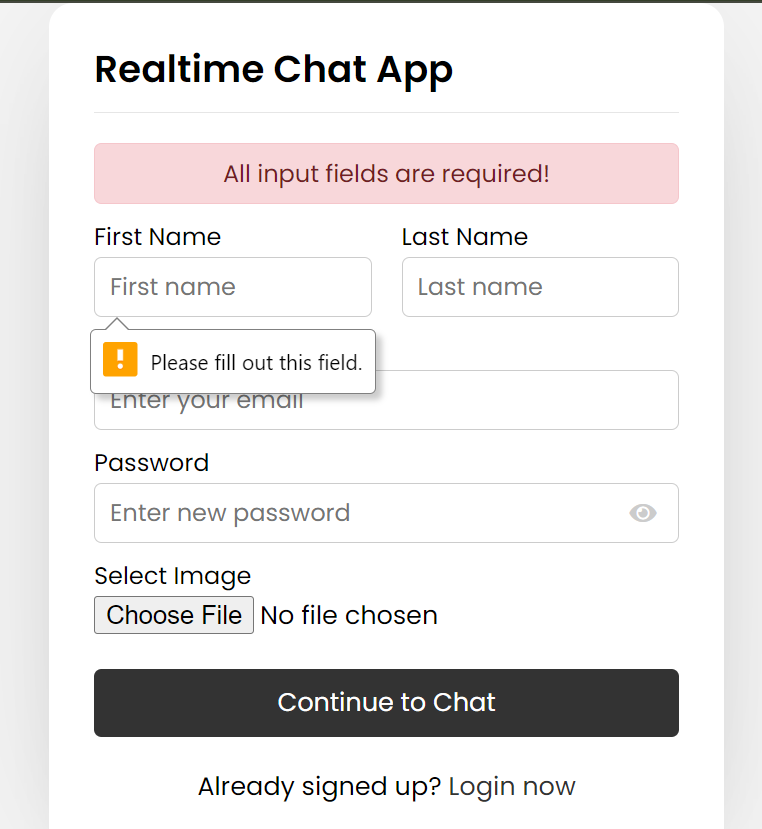 Realtime Chat App
All input fields are required!
First Name Last Name
First name Last name
Please fill out this field.
Enter your email
Password
Enter new password
Select Image
Choose File No file chosen
Continue to Chat
Already signed up? Login now